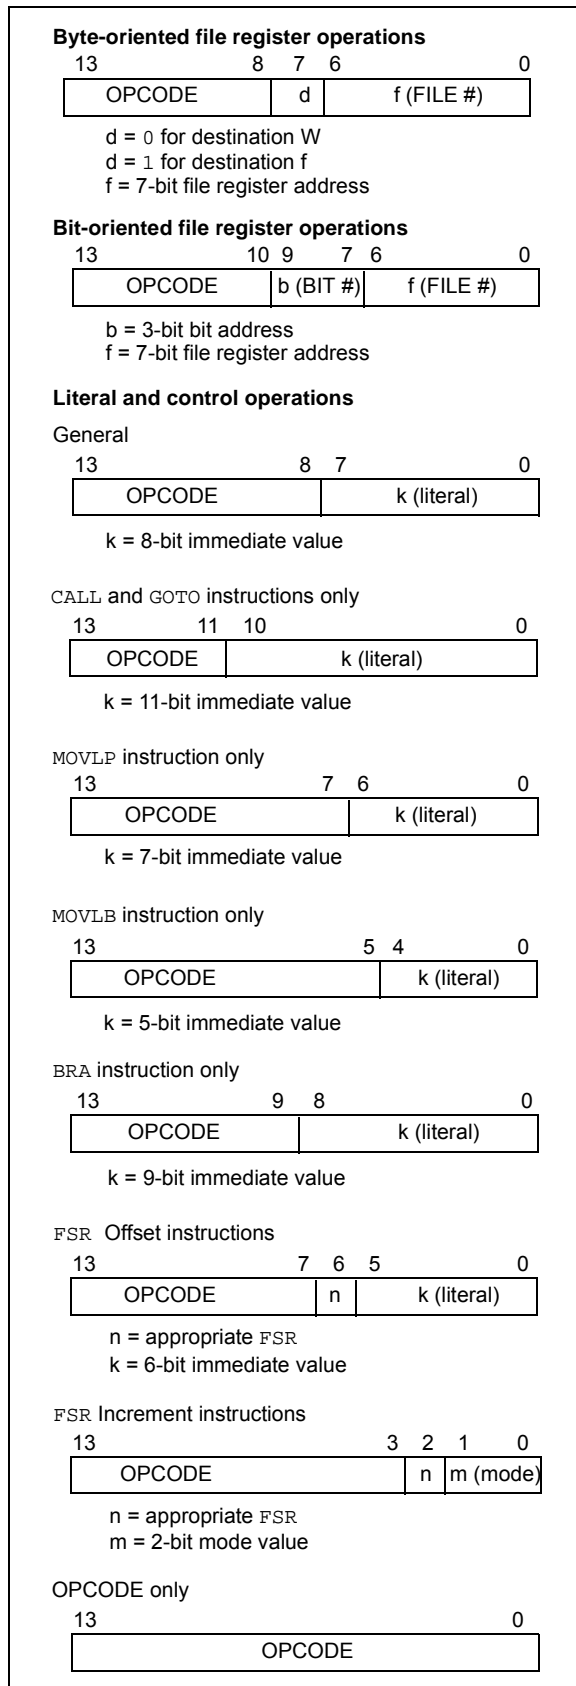 Byte-oriented file register operations
13 8 7 6 0
OPCODE d f (FILE #)
d = 0 for destination W
d = 1 for destination f
f = 7-bit file register address
Bit-oriented file register operations
13 10 9 7 6 0
OPCODE b (BIT #) f (FILE #)
b = 3-bit bit address
f = 7-bit file register address
Literal and control operations
General
13 8 7 0
OPCODE k (literal)
k = 8-bit immediate value
CALL and GOTO instructions only
13 11 10 0
OPCODE k (literal)
k = 11-bit immediate value
MOVLP instruction only
13 7 6 0
OPCODE k (literal)
k = 7-bit immediate value
MOVLB instruction only
13 5 4 0
OPCODE k (literal)
k = 5-bit immediate value
BRA instruction only
13 9 8 0
OPCODE k (literal)
k = 9-bit immediate value
FSR Offset instructions
13 7 6 5 0
OPCODE n k (literal)
n = appropriate FSR
k = 6-bit immediate value
FSR Increment instructions
13 3 2 1 0
OPCODE n m (mode)
n = appropriate FSR
m = 2-bit mode value
OPCODE only
13 0
OPCODE